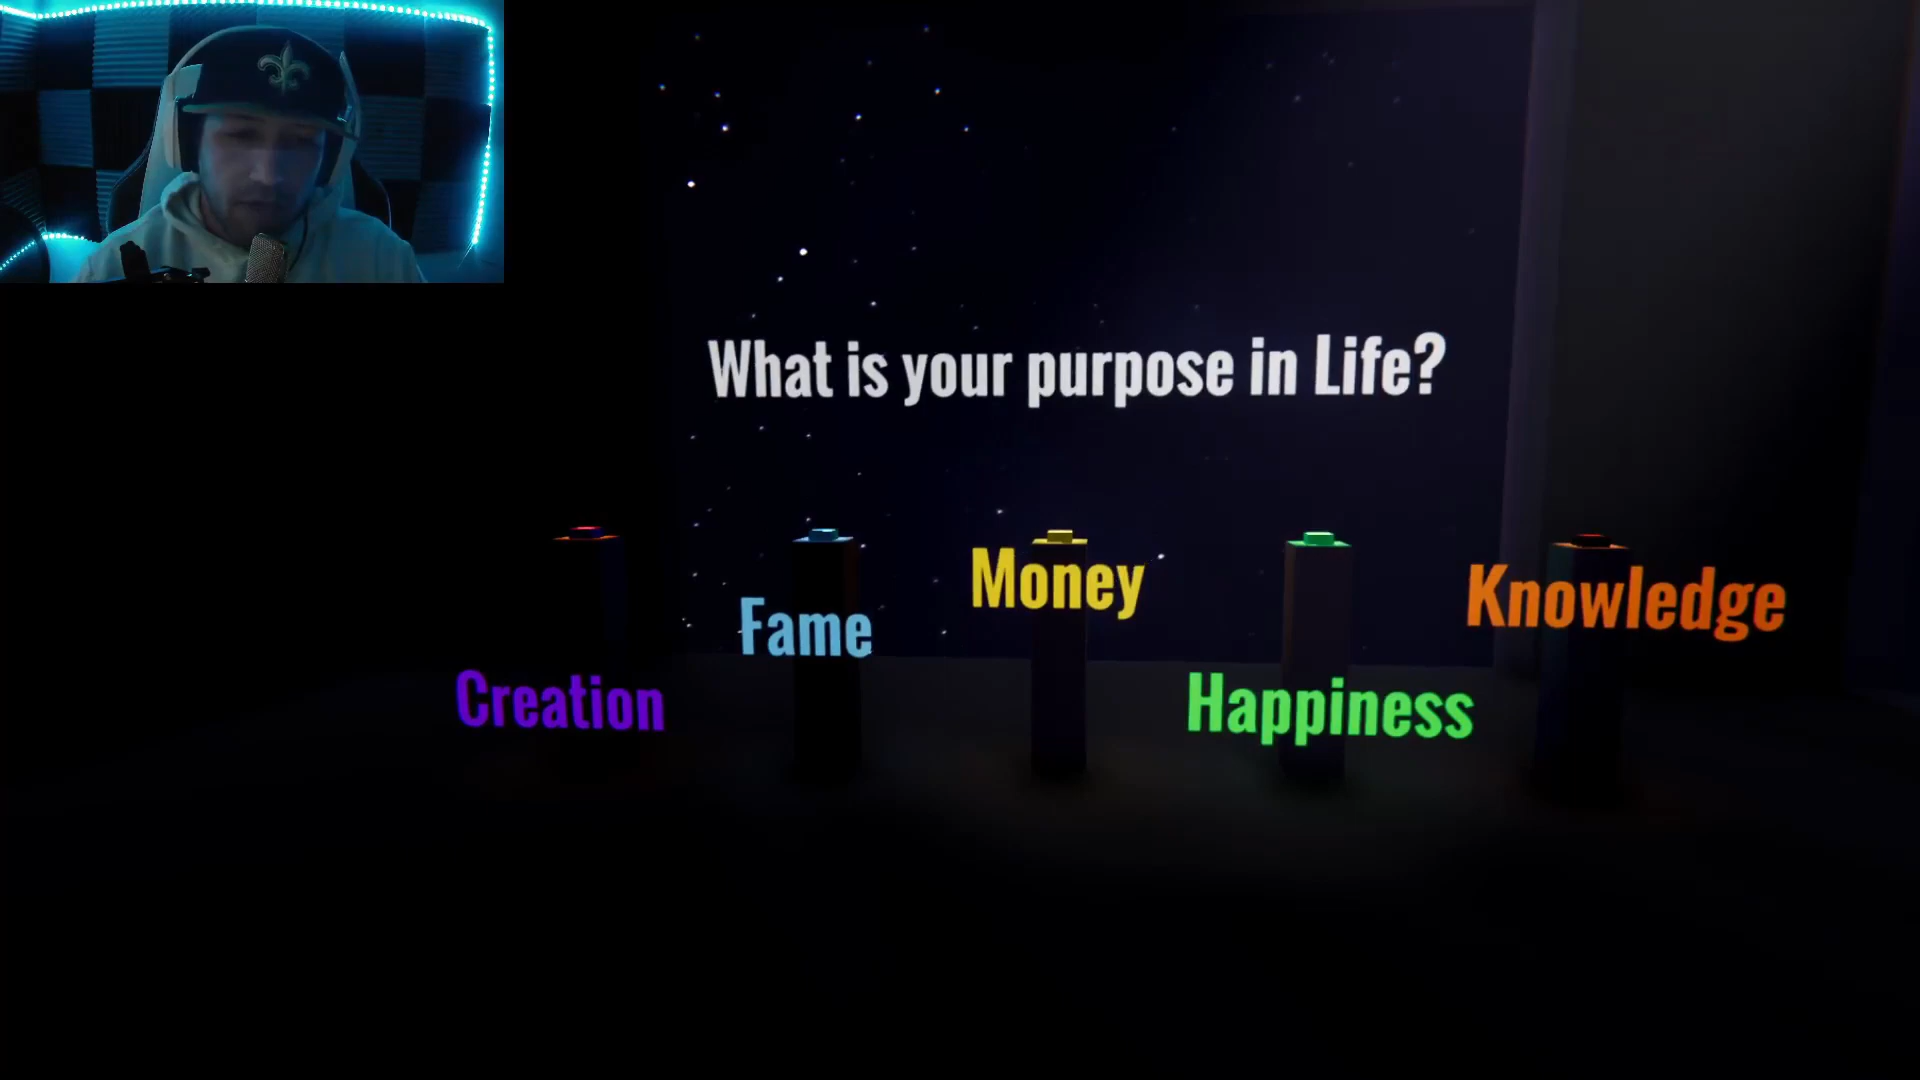 What is your purpose in Life?
Creation
Fame
Money
Happiness
Knowledge